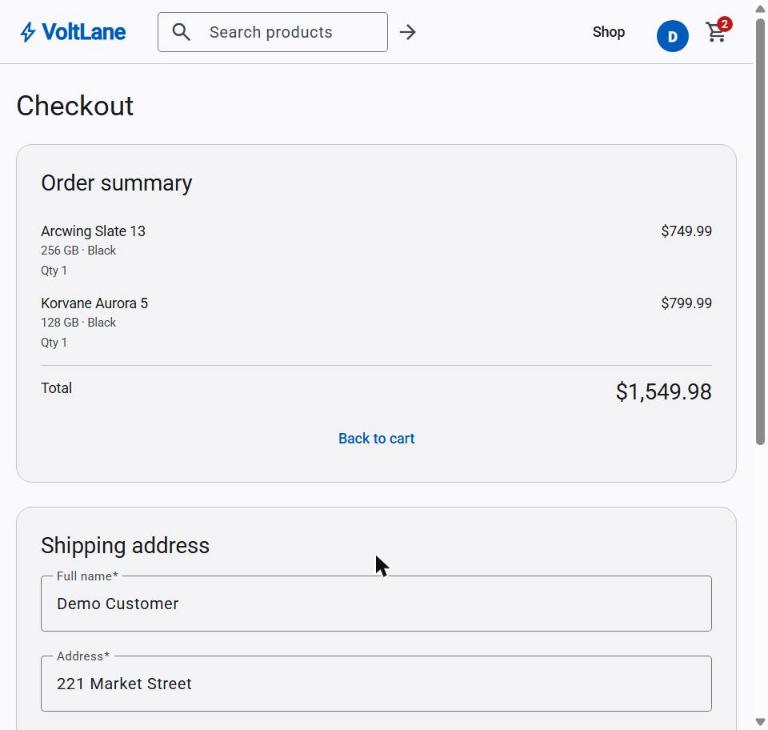 VoltLane
Search products
Shop
D
2
Checkout
Order summary
Arcwing Slate 13
$749.99
256 GB · Black
Qty 1
Korvane Aurora 5
$799.99
128 GB · Black
Qty 1
Total
$1,549.98
Back to cart
Shipping address
Full name*
Demo Customer
Address*
221 Market Street